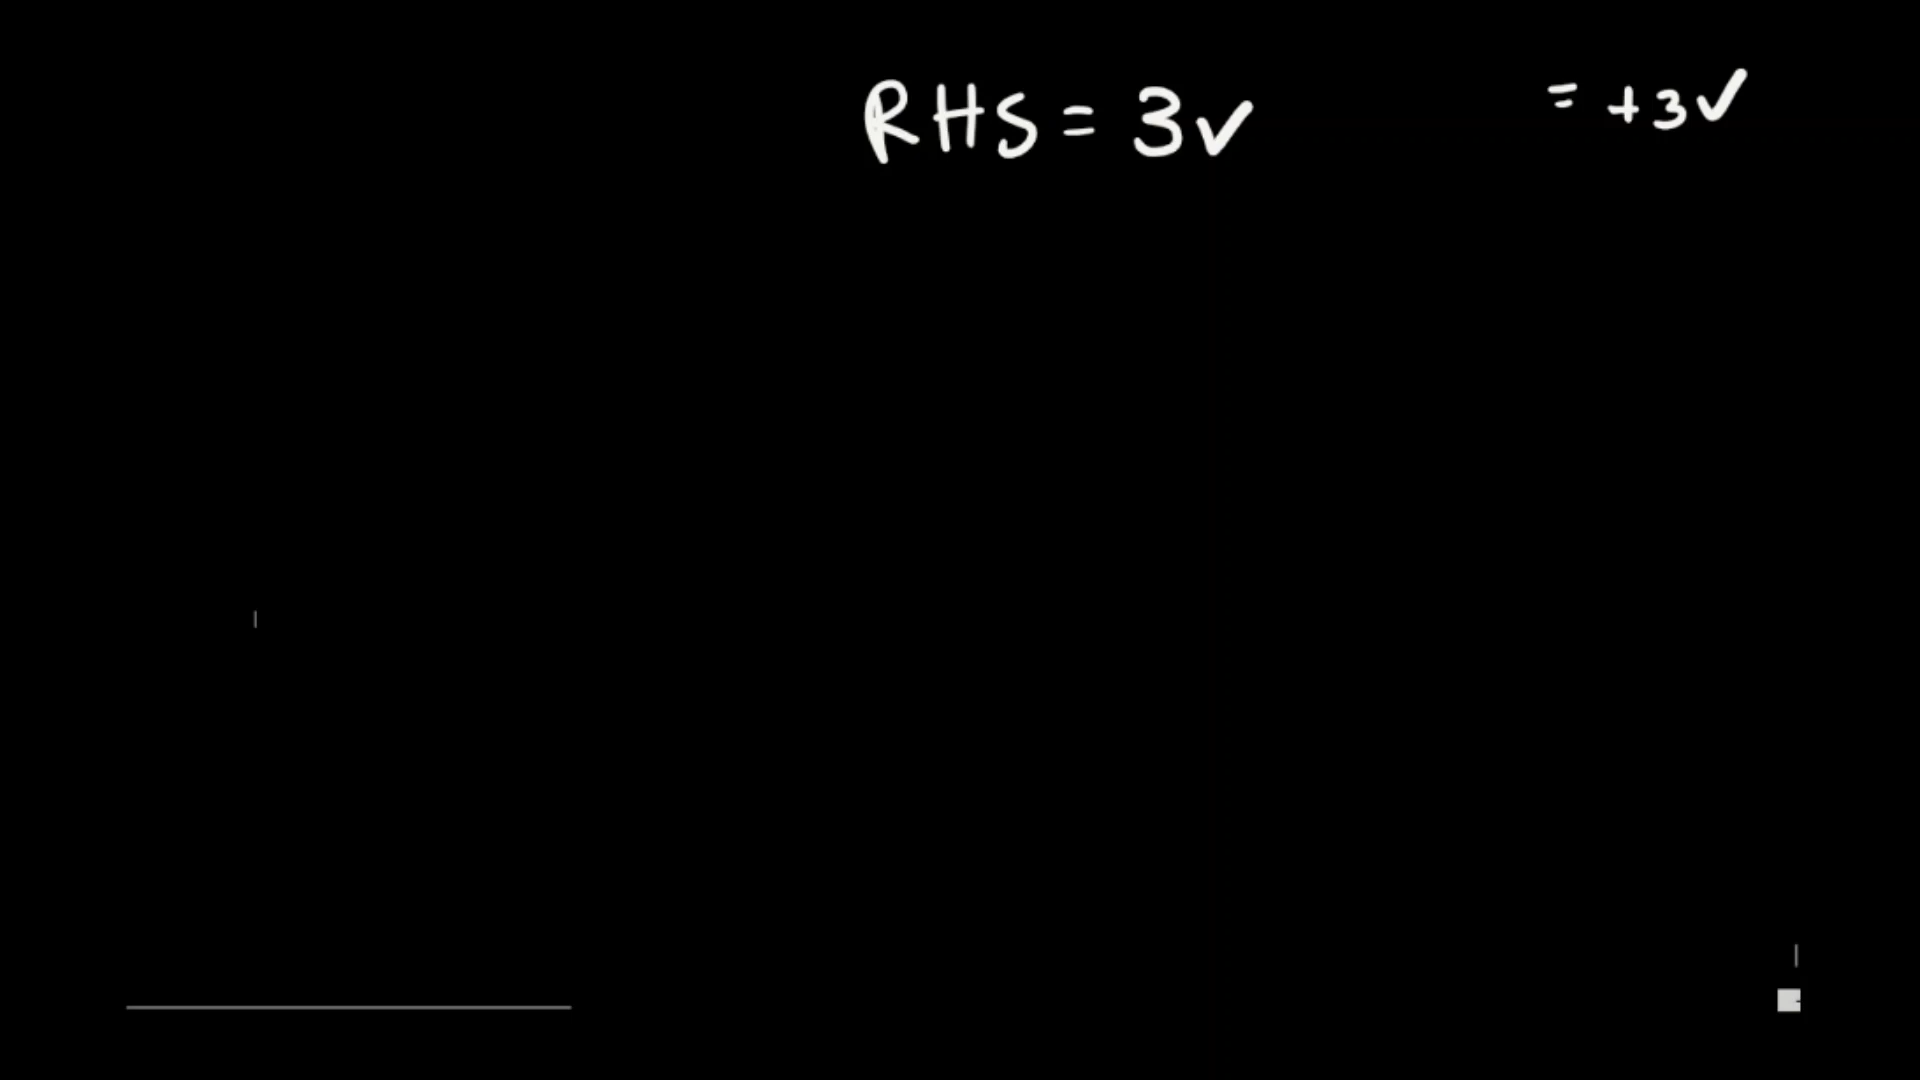 RHS = 3✓
= +3✓